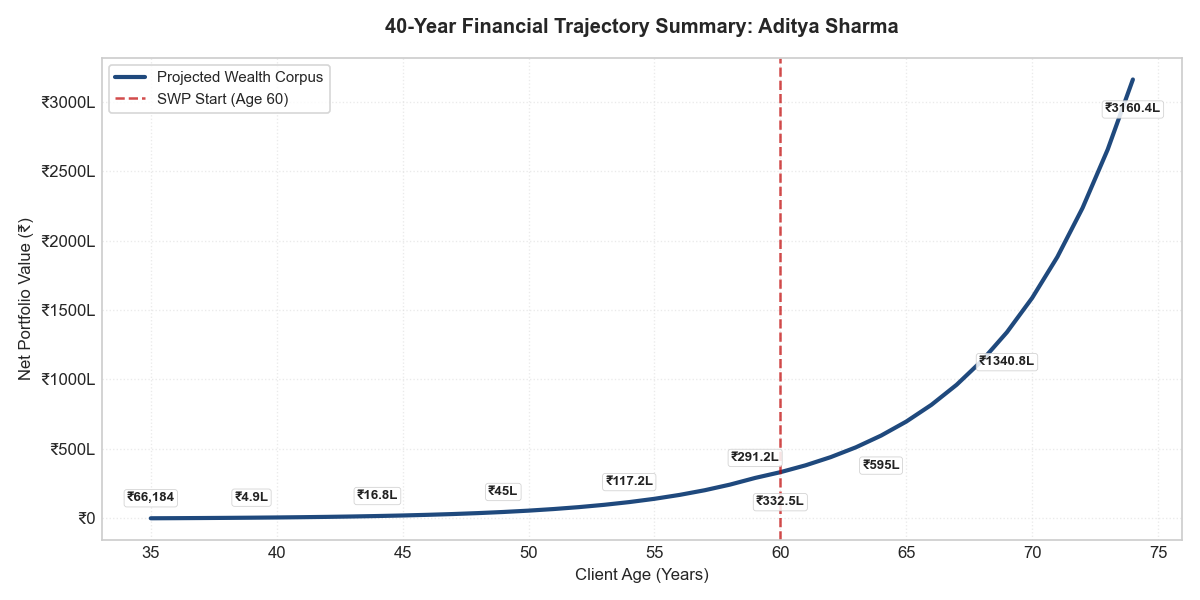 40-Year Financial Trajectory Summary: Aditya Sharma
Projected Wealth Corpus
SWP Start (Age 60)
Net Portfolio Value (₹)
₹3000L
₹2500L
₹2000L
₹1500L
₹1000L
₹500L
₹0
₹66,184
₹4.9L
₹16.8L
₹45L
₹117.2L
₹291.2L
₹332.5L
₹595L
₹1340.8L
₹3160.4L
35
40
45
50
55
60
65
70
75
Client Age (Years)